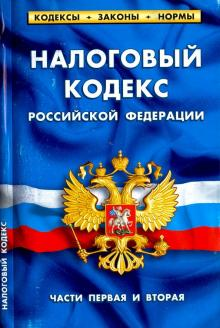 КОДЕКСЫ + ЗАКОНЫ + НОРМЫ
НАЛОГОВЫЙ
КОДЕКС
РОССИЙСКОЙ ФЕДЕРАЦИИ
ЧАСТИ ПЕРВАЯ И ВТОРАЯ
НАЛОГОВЫЙ КОДЕКС